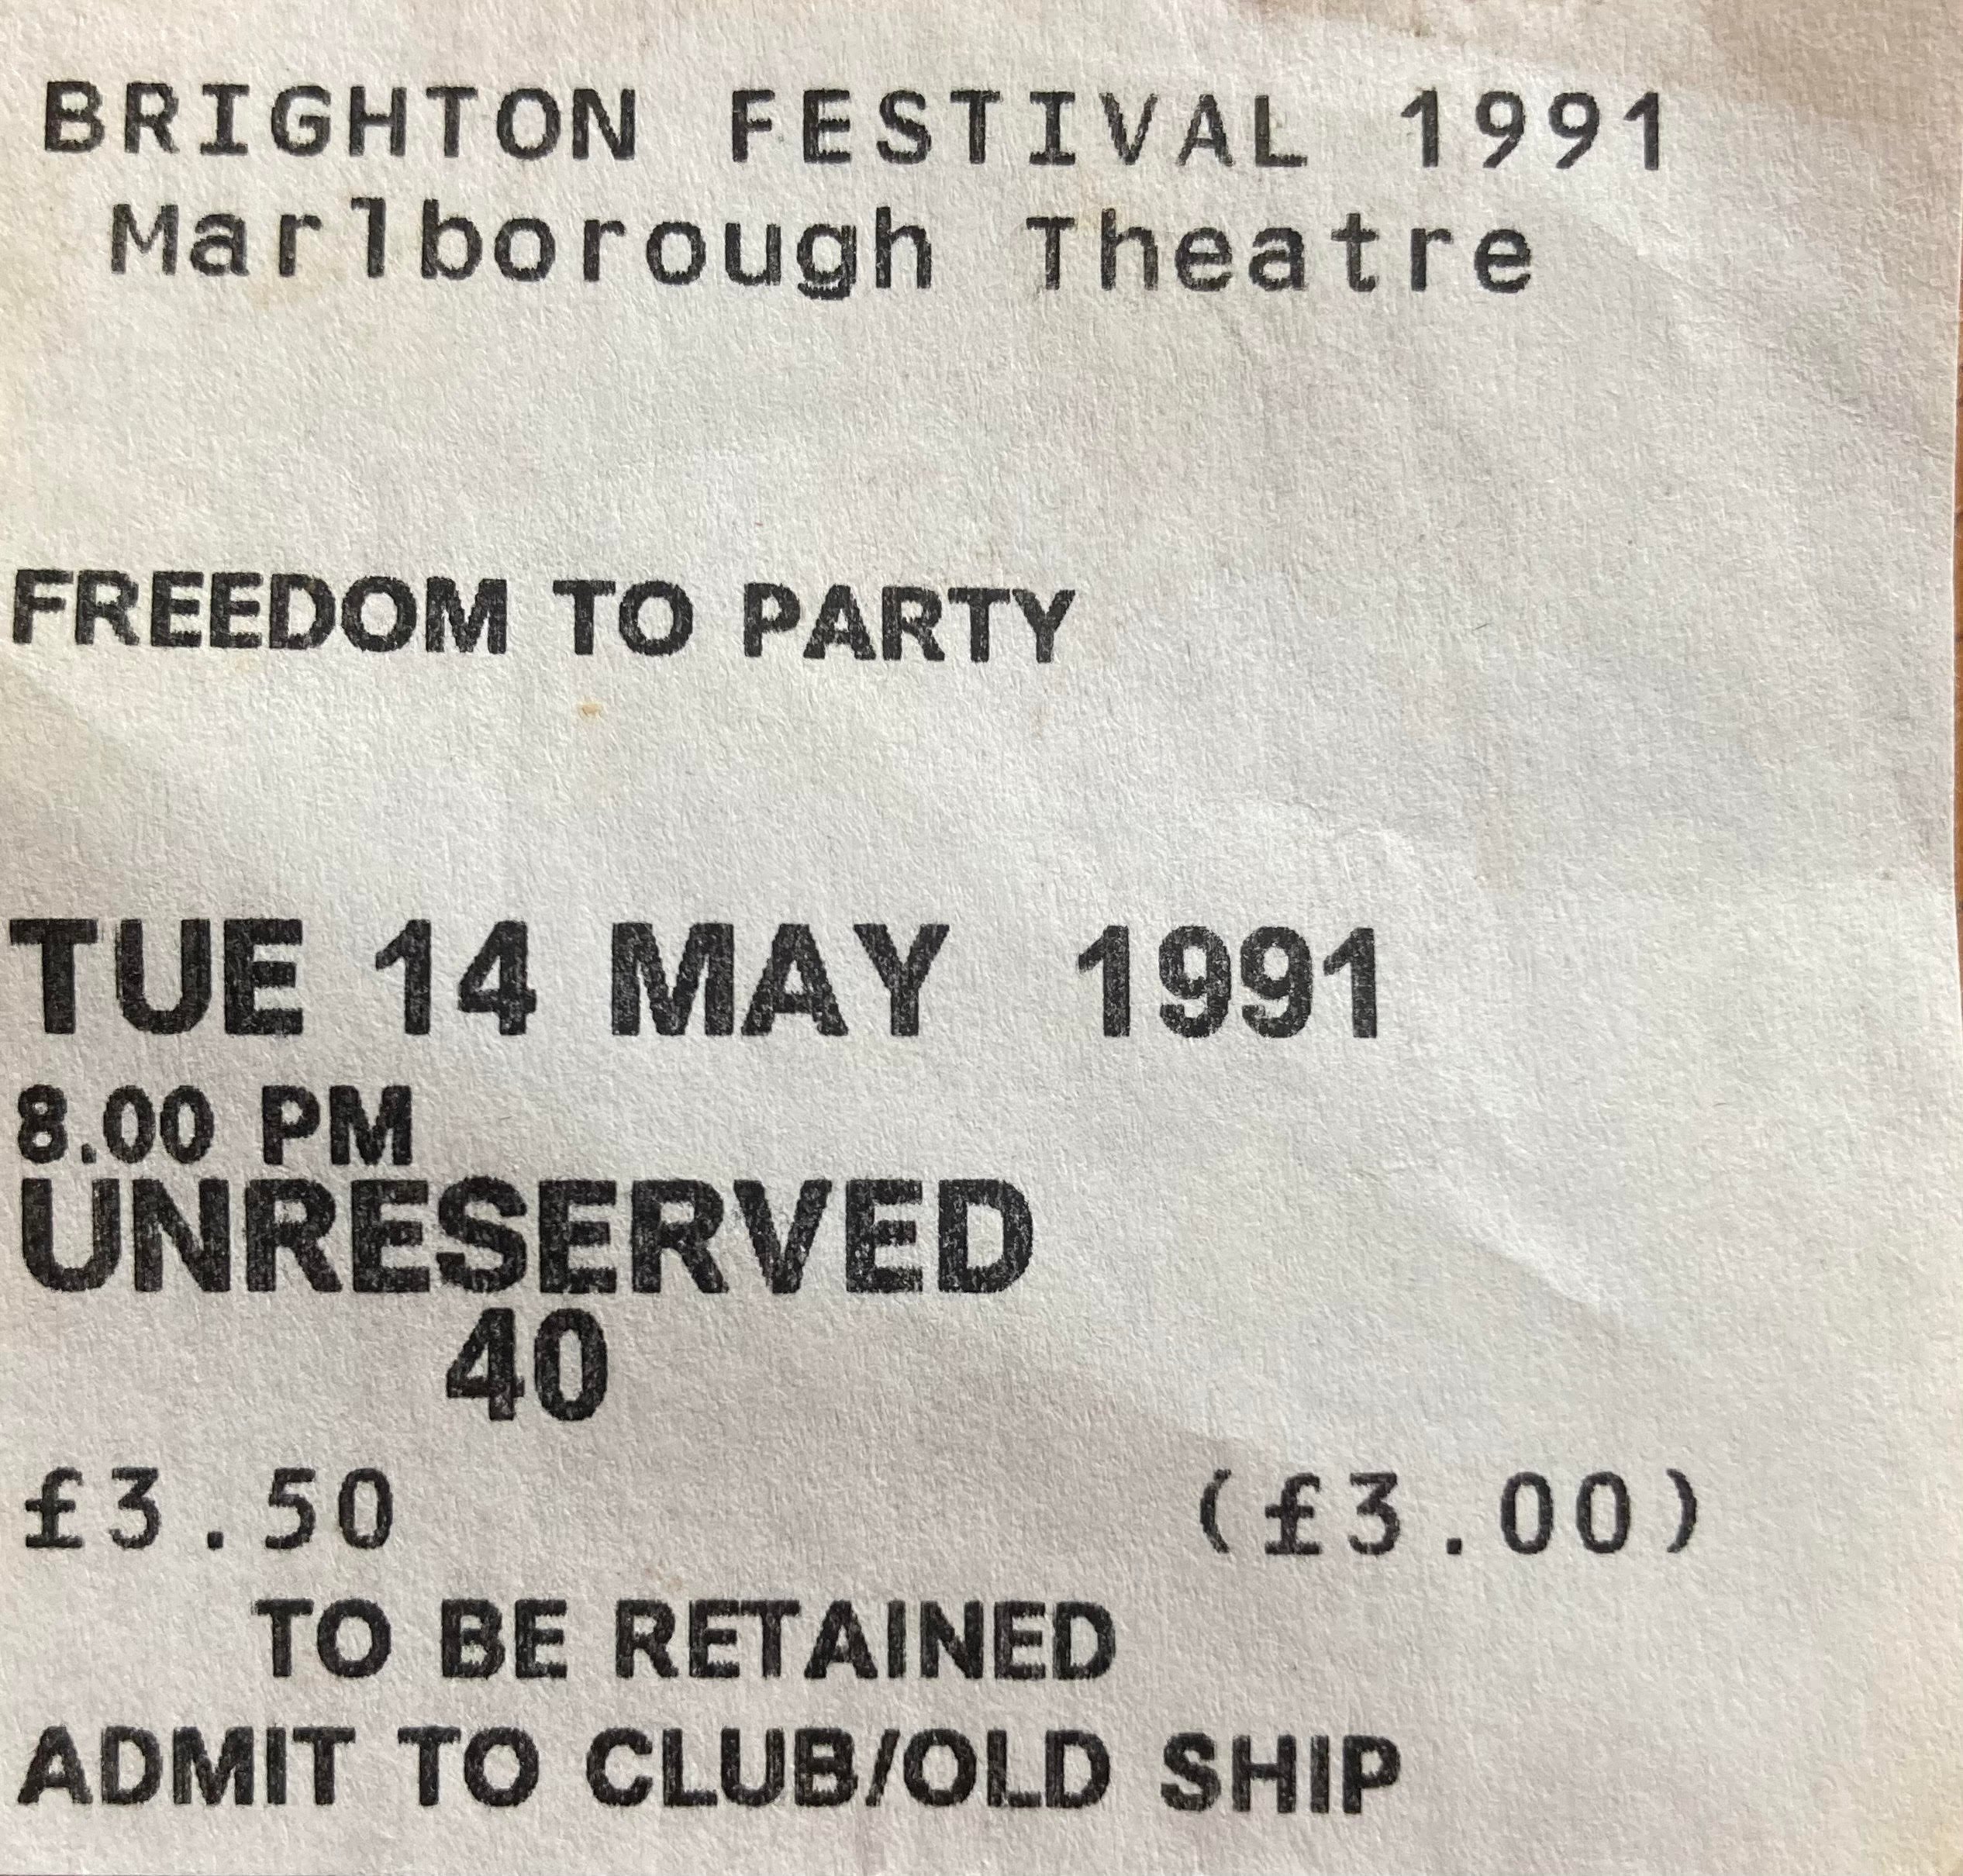 BRIGHTON FESTIVAL 1991
Marlborough Theatre
FREEDOM TO PARTY
TUE 14 MAY 1991
8.00 PM
UNRESERVED
40
£3.50 (£3.00)
TO BE RETAINED
ADMIT TO CLUB/OLD SHIP